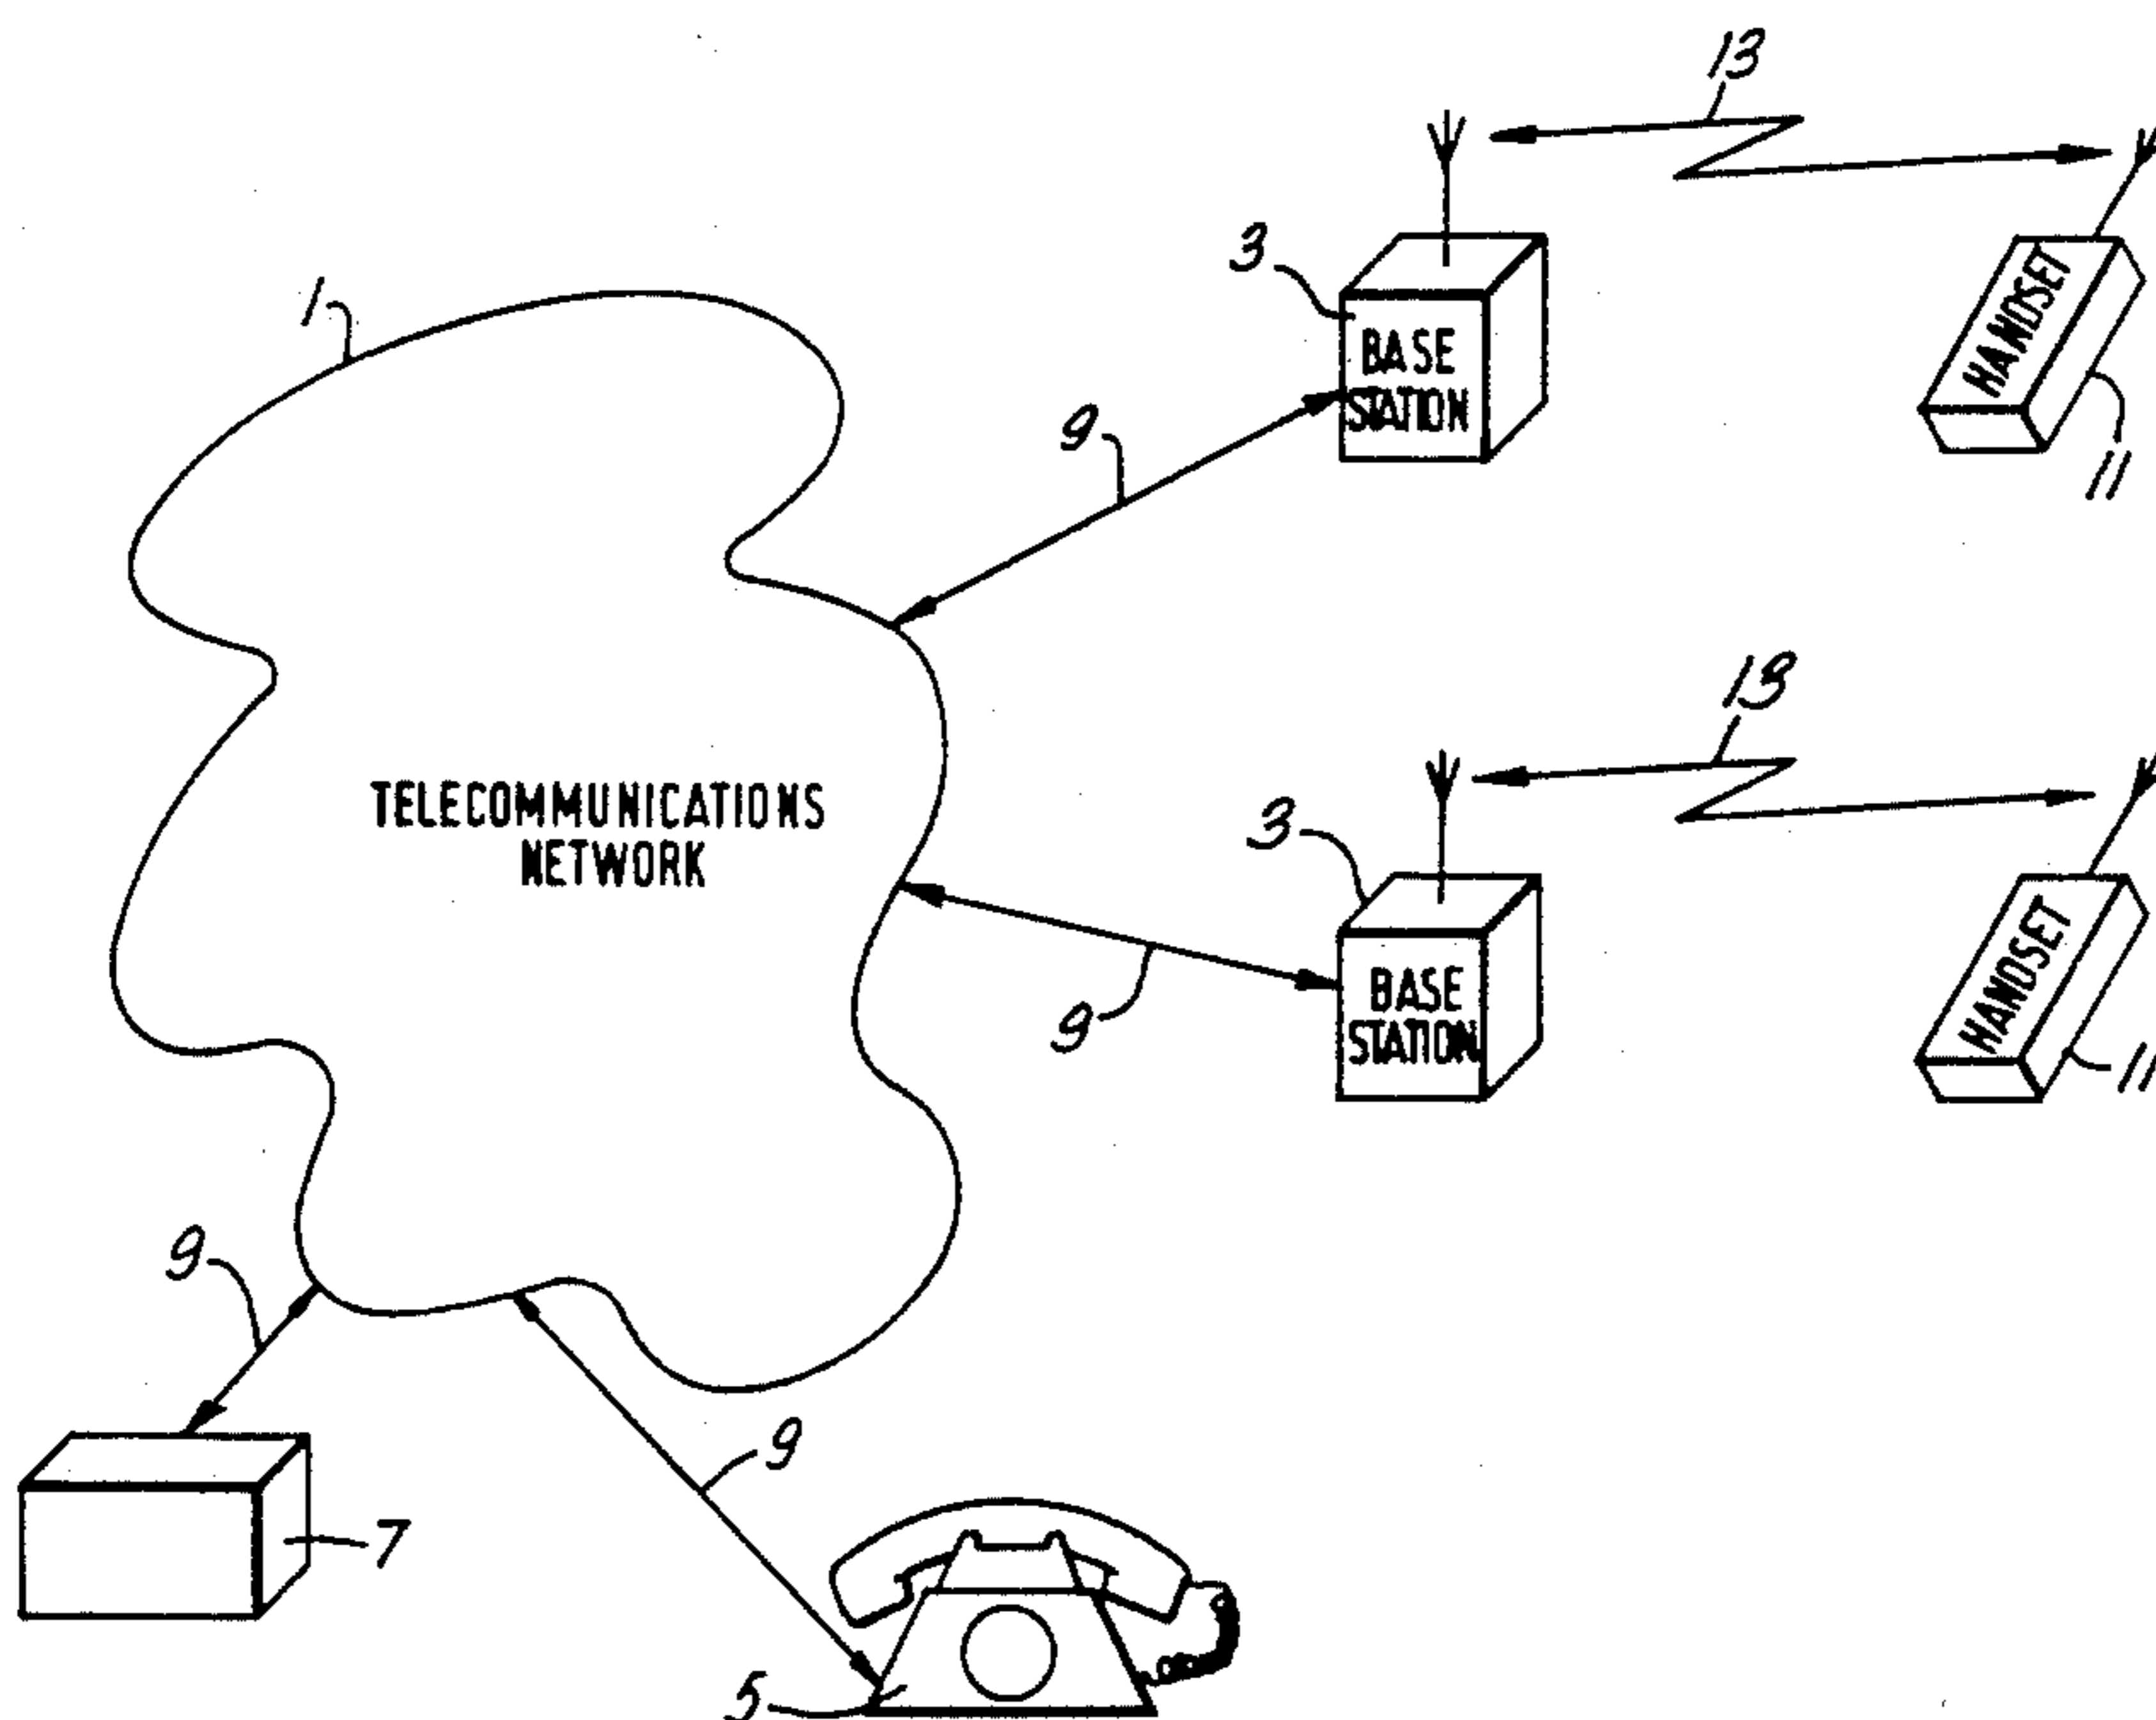 13
3
BASE
STATION
HANDSET
11
1
9
TELECOMMUNICATIONS
NETWORK
13
3
BASE
STATION
HANDSET
11
9
9
9
7
5